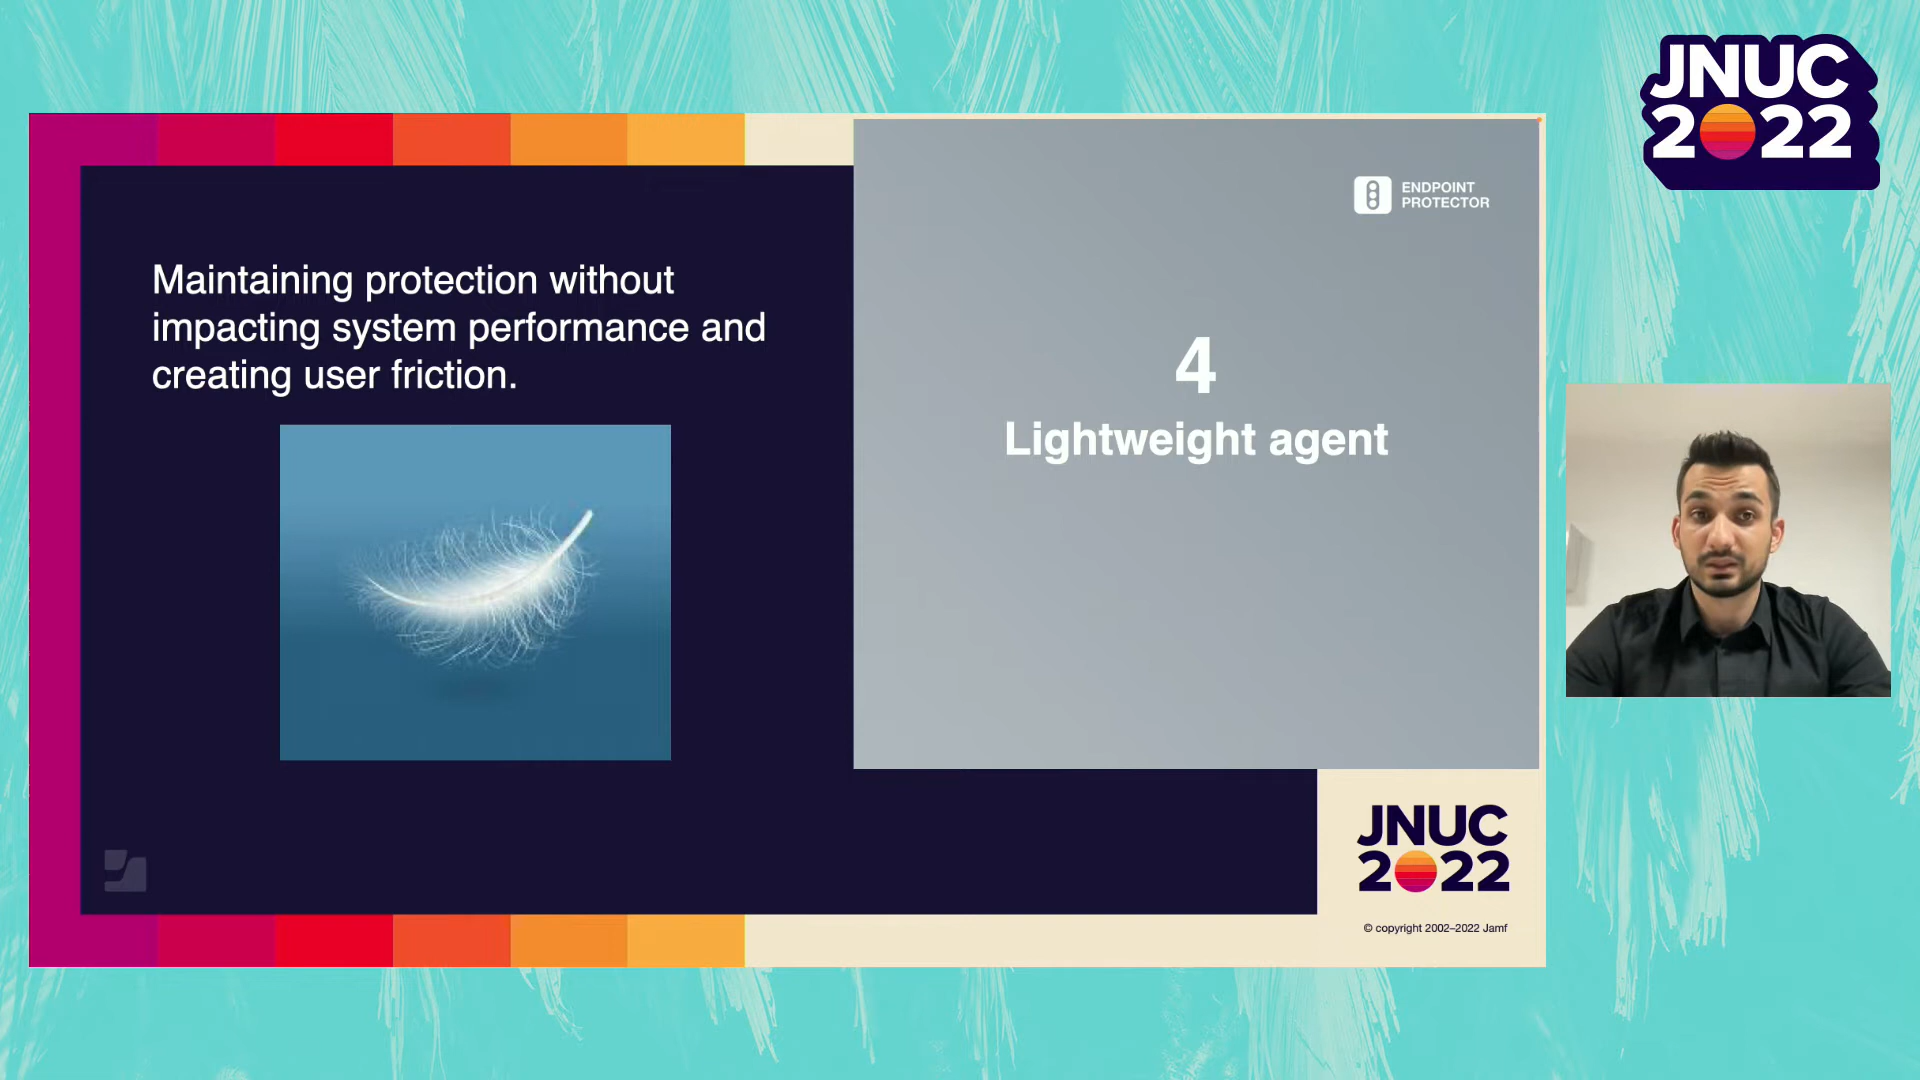 JNUC
2022
ENDPOINT
PROTECTOR
Maintaining protection without
impacting system performance and
creating user friction.
4
Lightweight agent
JNUC
2022
© copyright 2002–2022 Jamf